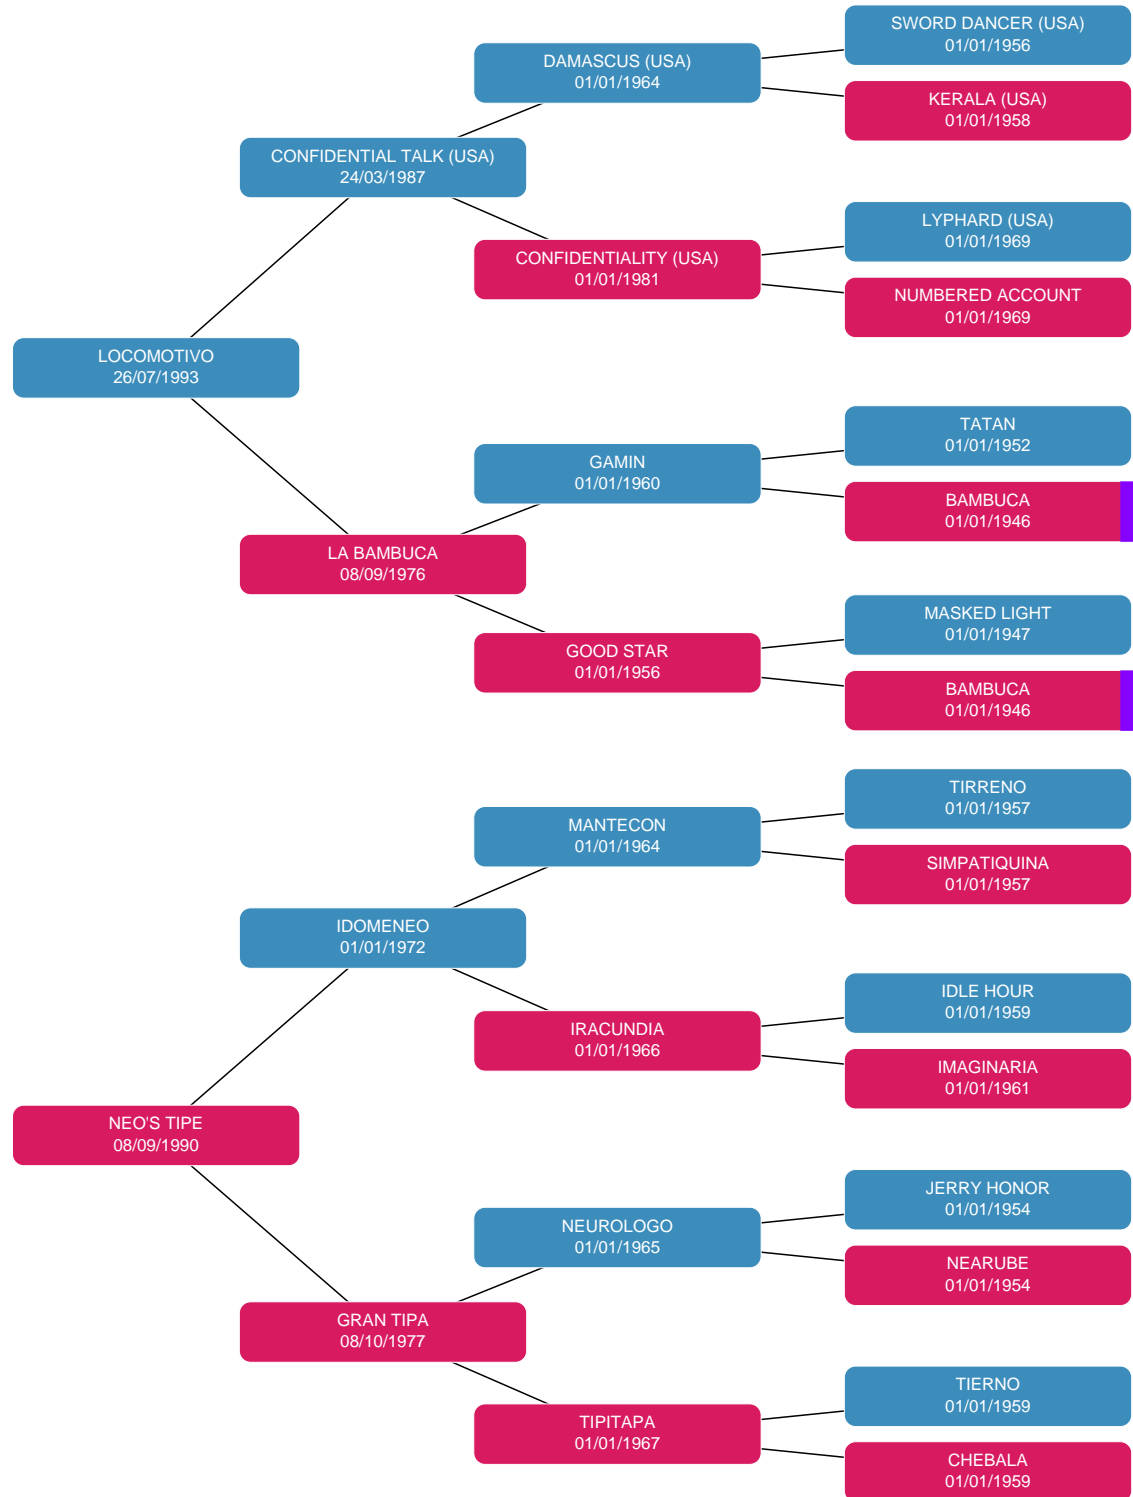 SWORD DANCER (USA)
01/01/1956
DAMASCUS (USA)
01/01/1964
KERALA (USA)
01/01/1958
CONFIDENTIAL TALK (USA)
24/03/1987
LYPHARD (USA)
01/01/1969
CONFIDENTIALITY (USA)
01/01/1981
NUMBERED ACCOUNT
01/01/1969
LOCOMOTIVO
26/07/1993
TATAN
01/01/1952
GAMIN
01/01/1960
BAMBUCA
01/01/1946
LA BAMBUCA
08/09/1976
MASKED LIGHT
01/01/1947
GOOD STAR
01/01/1956
BAMBUCA
01/01/1946
TIRRENO
01/01/1957
MANTECON
01/01/1964
SIMPATIQUINA
01/01/1957
IDOMENEO
01/01/1972
IDLE HOUR
01/01/1959
IRACUNDIA
01/01/1966
IMAGINARIA
01/01/1961
NEO'S TIPE
08/09/1990
JERRY HONOR
01/01/1954
NEUROLOGO
01/01/1965
NEARUBE
01/01/1954
GRAN TIPA
08/10/1977
TIERNO
01/01/1959
TIPITAPA
01/01/1967
CHEBALA
01/01/1959